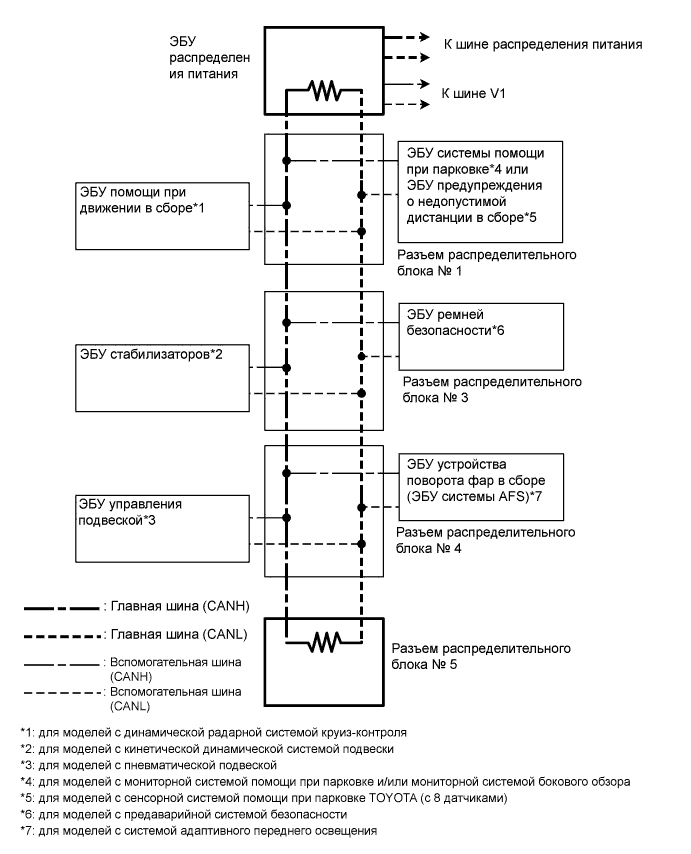 ЭБУ
распределен
ия питания
К шине распределения питания
К шине V1
ЭБУ системы помощи
при парковке*4 или
ЭБУ предупреждения
о недопустимой
дистанции в сборе*5
ЭБУ помощи при
движении в сборе*1
Разъем распределительного
блока № 1
ЭБУ ремней
безопасности*6
ЭБУ стабилизаторов*2
Разъем распределительного
блока № 3
ЭБУ устройства
поворота фар в сборе
(ЭБУ системы AFS)*7
ЭБУ управления
подвеской*3
Разъем распределительного
блока № 4
: Главная шина (CANH)
: Главная шина (CANL)
: Вспомогательная шина
(CANH)
: Вспомогательная шина
(CANL)
Разъем распределительного
блока № 5
*1: для моделей с динамической радарной системой круиз-контроля
*2: для моделей с кинетической динамической системой подвески
*3: для моделей с пневматической подвеской
*4: для моделей с мониторной системой помощи при парковке и/или мониторной системой бокового обзора
*5: для моделей с сенсорной системой помощи при парковке TOYOTA (с 8 датчиками)
*6: для моделей с предаварийной системой безопасности
*7: для моделей с системой адаптивного переднего освещения